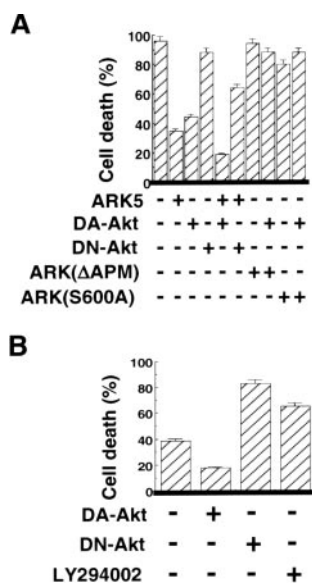 A
Cell death (%)
100
80
60
40
20
0
ARK5 - + - - + + - - - -
DA-Akt - - + - + - - + - +
DN-Akt - - - + - + - - - -
ARK(ΔAPM) - - - - - - + + - -
ARK(S600A) - - - - - - - - + +
B
Cell death (%)
100
80
60
40
20
0
DA-Akt - + - -
DN-Akt - - + -
LY294002 - - - +